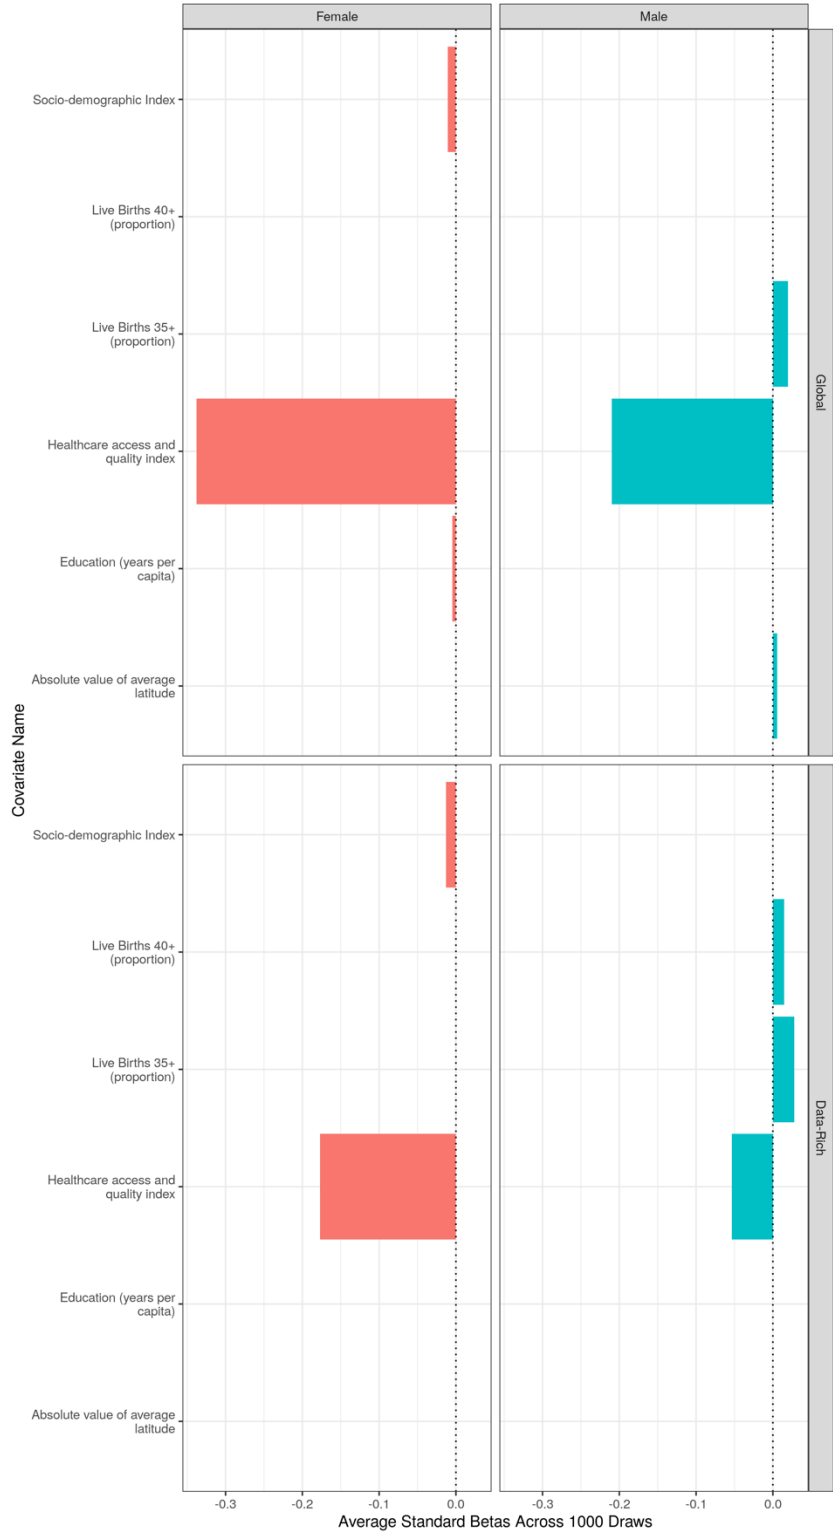 Female
Male
Socio-demographic Index
Live Births 40+
(proportion)
Live Births 35+
(proportion)
Healthcare access and
quality index
Education (years per
capita)
Absolute value of average
latitude
Global
Covariate Name
Socio-demographic Index
Live Births 40+
(proportion)
Live Births 35+
(proportion)
Healthcare access and
quality index
Education (years per
capita)
Absolute value of average
latitude
Data-Rich
-0.3 -0.2 -0.1 0.0
-0.3 -0.2 -0.1 0.0
Average Standard Betas Across 1000 Draws